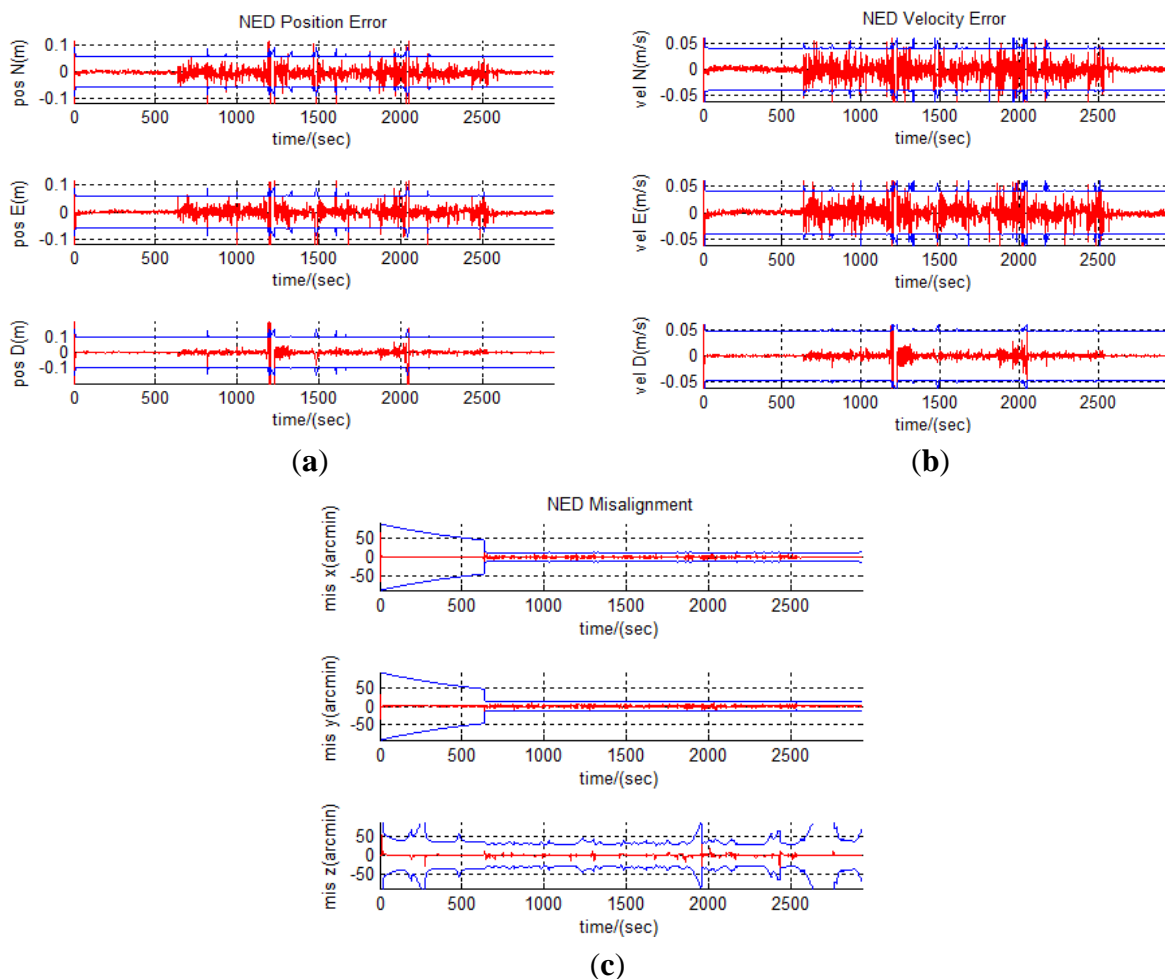 NED Position Error
pos N(m)
0.1
0
-0.1
0 500 1000 1500 2000 2500
time/(sec)
pos E(m)
0.1
0
-0.1
0 500 1000 1500 2000 2500
time/(sec)
pos D(m)
0.1
0
-0.1
0 500 1000 1500 2000 2500
time/(sec)
(a)
NED Velocity Error
vel N(m/s)
0.05
0
-0.05
0 500 1000 1500 2000 2500
time/(sec)
vel E(m/s)
0.05
0
-0.05
0 500 1000 1500 2000 2500
time/(sec)
vel D(m/s)
0.05
0
-0.05
0 500 1000 1500 2000 2500
time/(sec)
(b)
NED Misalignment
mis x(arcmin)
50
0
-50
0 500 1000 1500 2000 2500
time/(sec)
mis y(arcmin)
50
0
-50
0 500 1000 1500 2000 2500
time/(sec)
mis z(arcmin)
50
0
-50
0 500 1000 1500 2000 2500
time/(sec)
(c)